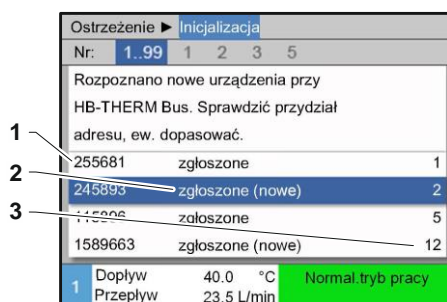 Ostrzeżenie ► Inicjalizacja
Nr: 1..99 1 2 3 5
Rozpoznano nowe urządzenia przy
HB-THERM Bus. Sprawdzić przydział
adresu, ew. dopasować.
1
255681 zgłoszone 1
2
245893 zgłoszone (nowe) 2
3
zgłoszone 5
1589663 zgłoszone (nowe) 12
1 Dopływ 40.0 °C Normal.tryb pracy
Przepływ 23.5 L/min